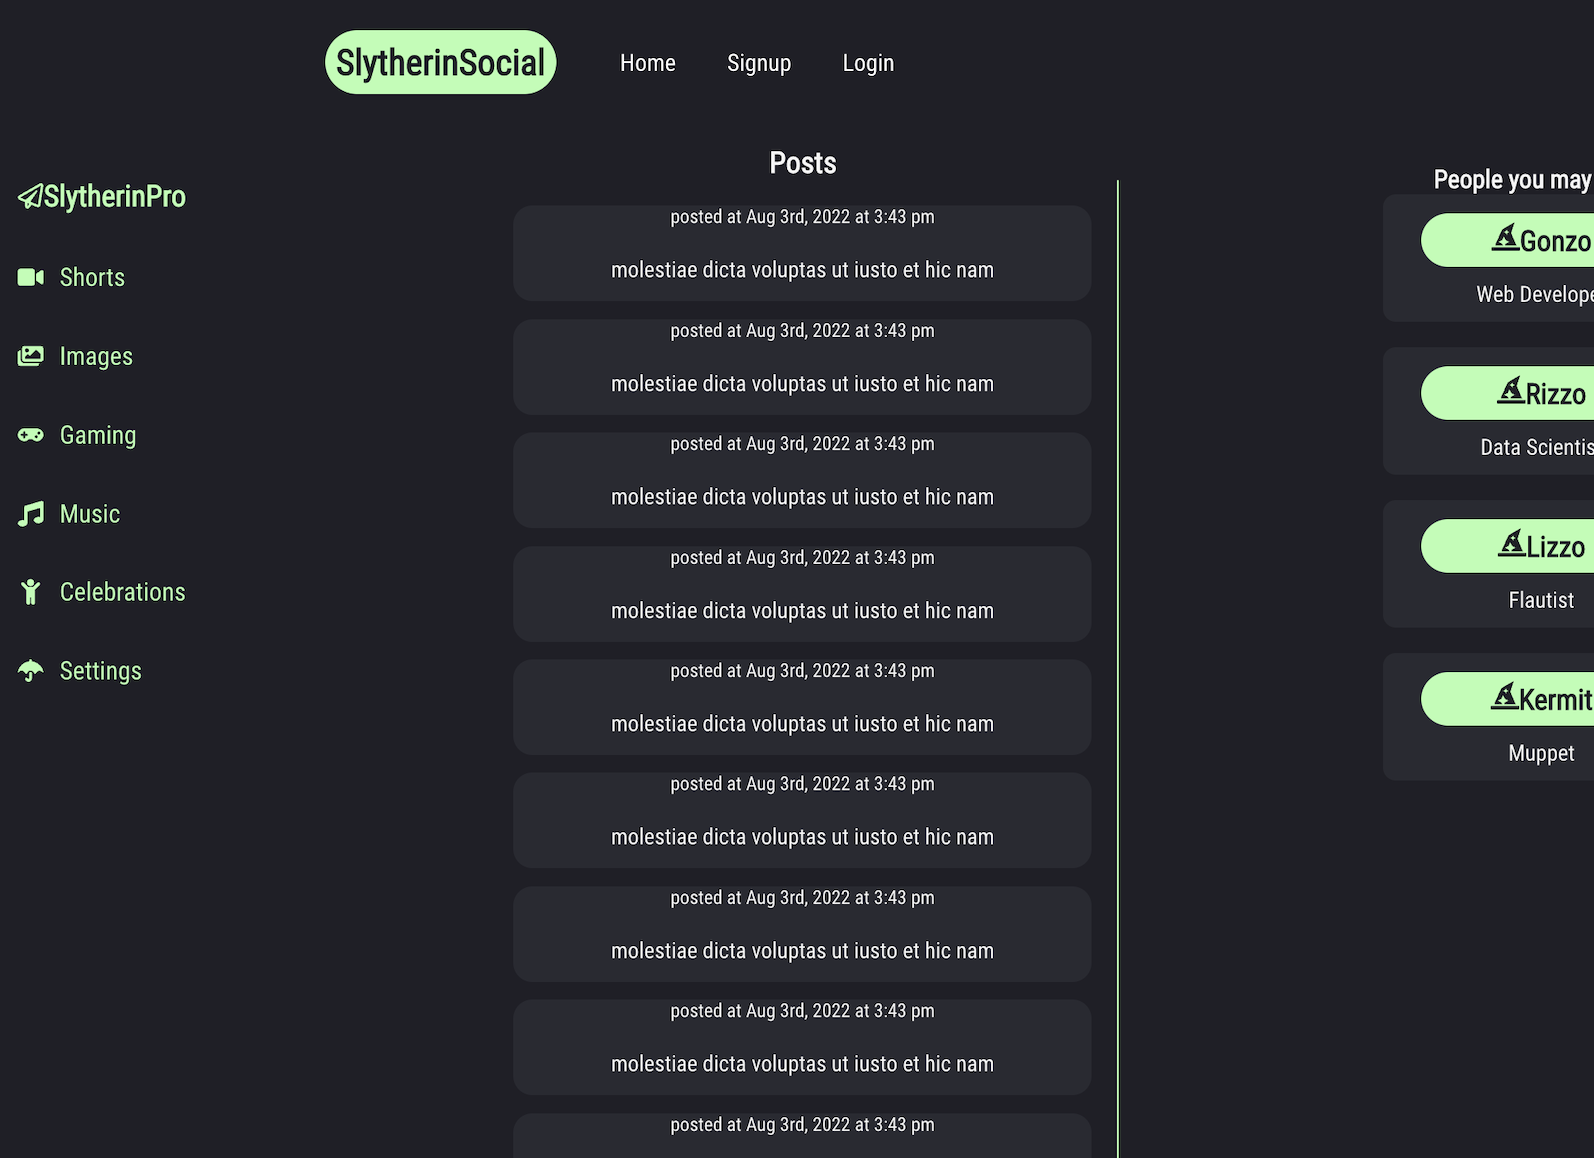 SlytherinSocial
Home
Signup
Login
SlytherinPro
Shorts
Images
Gaming
Music
Celebrations
Settings
Posts
posted at Aug 3rd, 2022 at 3:43 pm
molestiae dicta voluptas ut iusto et hic nam
posted at Aug 3rd, 2022 at 3:43 pm
molestiae dicta voluptas ut iusto et hic nam
posted at Aug 3rd, 2022 at 3:43 pm
molestiae dicta voluptas ut iusto et hic nam
posted at Aug 3rd, 2022 at 3:43 pm
molestiae dicta voluptas ut iusto et hic nam
posted at Aug 3rd, 2022 at 3:43 pm
molestiae dicta voluptas ut iusto et hic nam
posted at Aug 3rd, 2022 at 3:43 pm
molestiae dicta voluptas ut iusto et hic nam
posted at Aug 3rd, 2022 at 3:43 pm
molestiae dicta voluptas ut iusto et hic nam
posted at Aug 3rd, 2022 at 3:43 pm
molestiae dicta voluptas ut iusto et hic nam
posted at Aug 3rd, 2022 at 3:43 pm
People you may
Gonzo
Web Develope
Rizzo
Data Scientis
Lizzo
Flautist
Kermit
Muppet